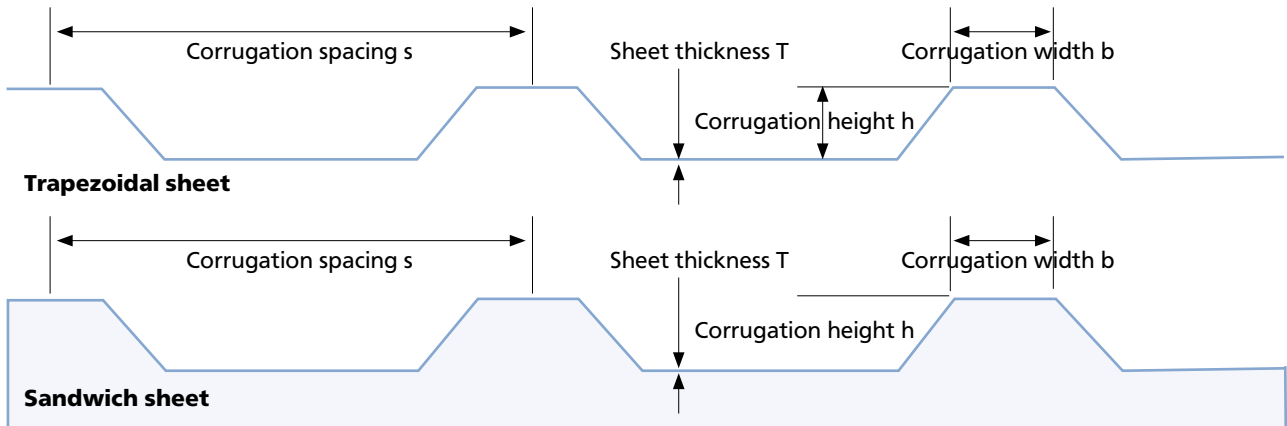 Corrugation spacing s
Sheet thickness T
Corrugation width b
Corrugation height h
Trapezoidal sheet
Corrugation spacing s
Sheet thickness T
Corrugation width b
Corrugation height h
Sandwich sheet